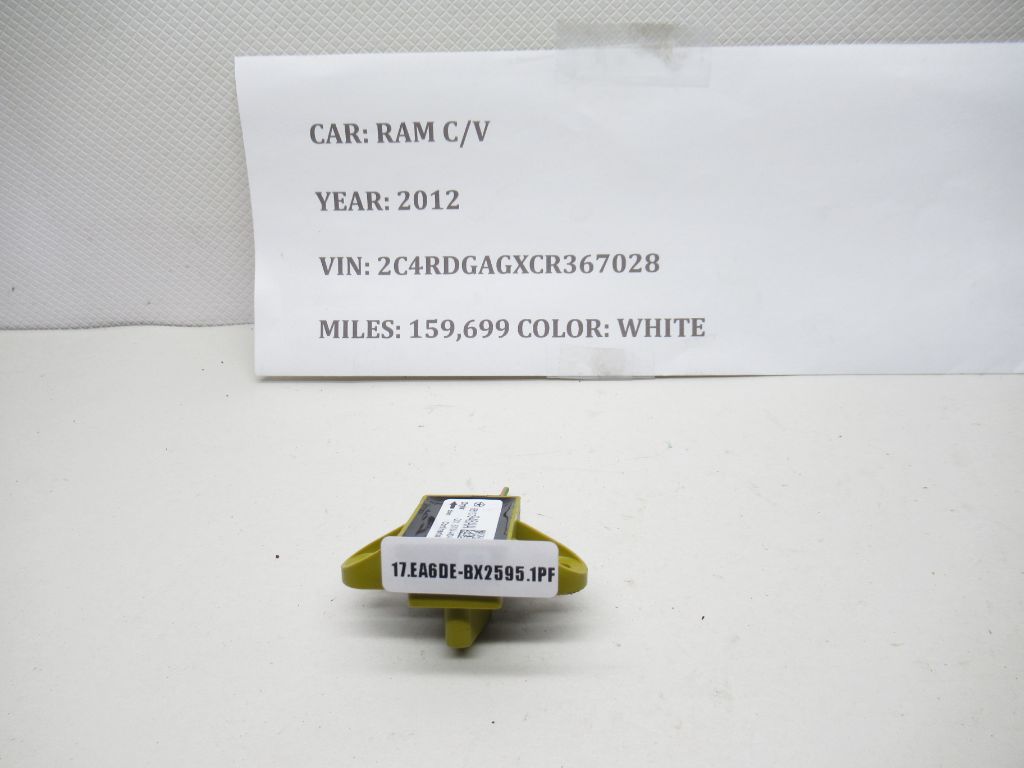 CAR: RAM C/V
YEAR: 2012
VIN: 2C4RDGAGXCR367028
MILES: 159,699 COLOR: WHITE
17.EA6DE-BX2595.1PF